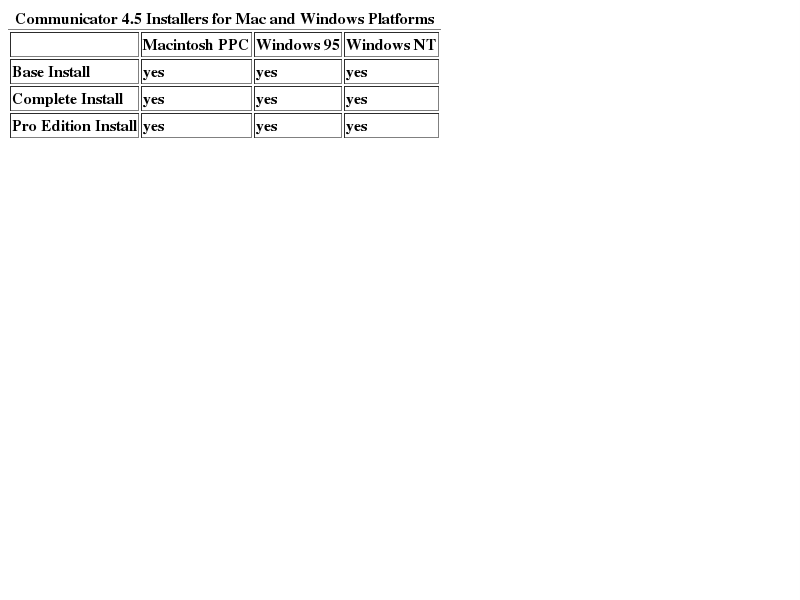 Communicator 4.5 Installers for Mac and Windows Platforms
Macintosh PPC Windows 95 Windows NT
Base Install yes yes yes
Complete Install yes yes yes
Pro Edition Install yes yes yes